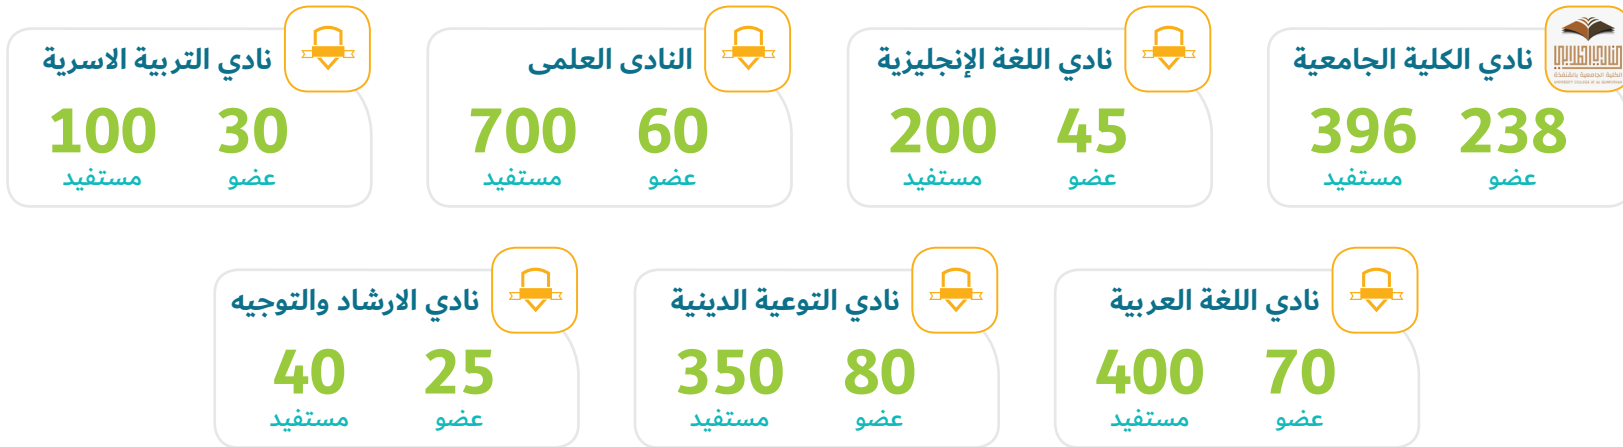 نادي الكلية الجامعية
238 396
عضو مستفيد
نادي اللغة الإنجليزية
45 200
عضو مستفيد
النادى العلمى
60 700
عضو مستفيد
نادي التربية الاسرية
30 100
عضو مستفيد
نادي اللغة العربية
70 400
عضو مستفيد
نادي التوعية الدينية
80 350
عضو مستفيد
نادي الارشاد والتوجيه
25 40
عضو مستفيد